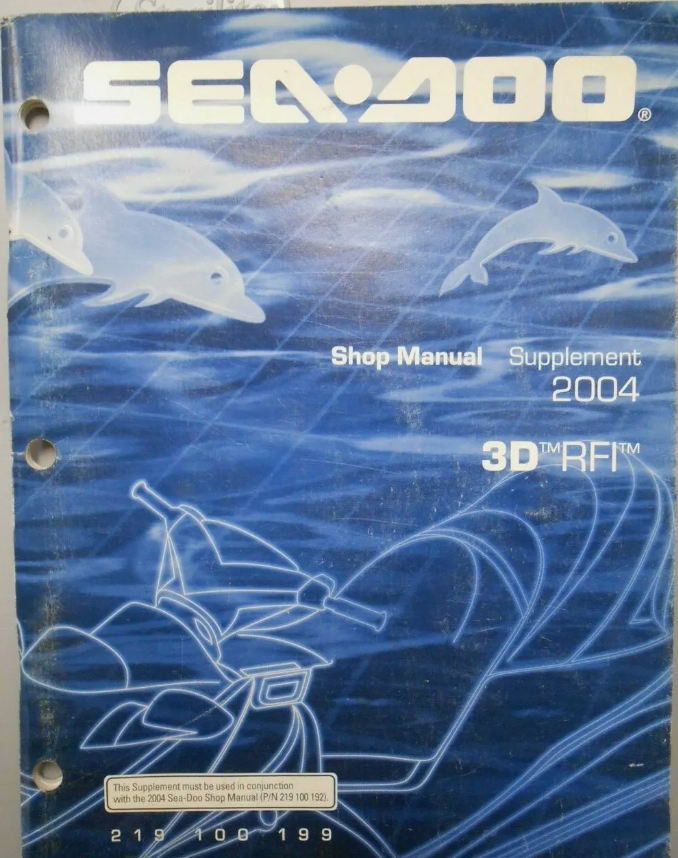 SEA•DOO®
Shop Manual Supplement
2004
3D™RFI™
This Supplement must be used in conjunction
with the 2004 Sea-Doo Shop Manual (P/N 219 100 192).
219 100 199